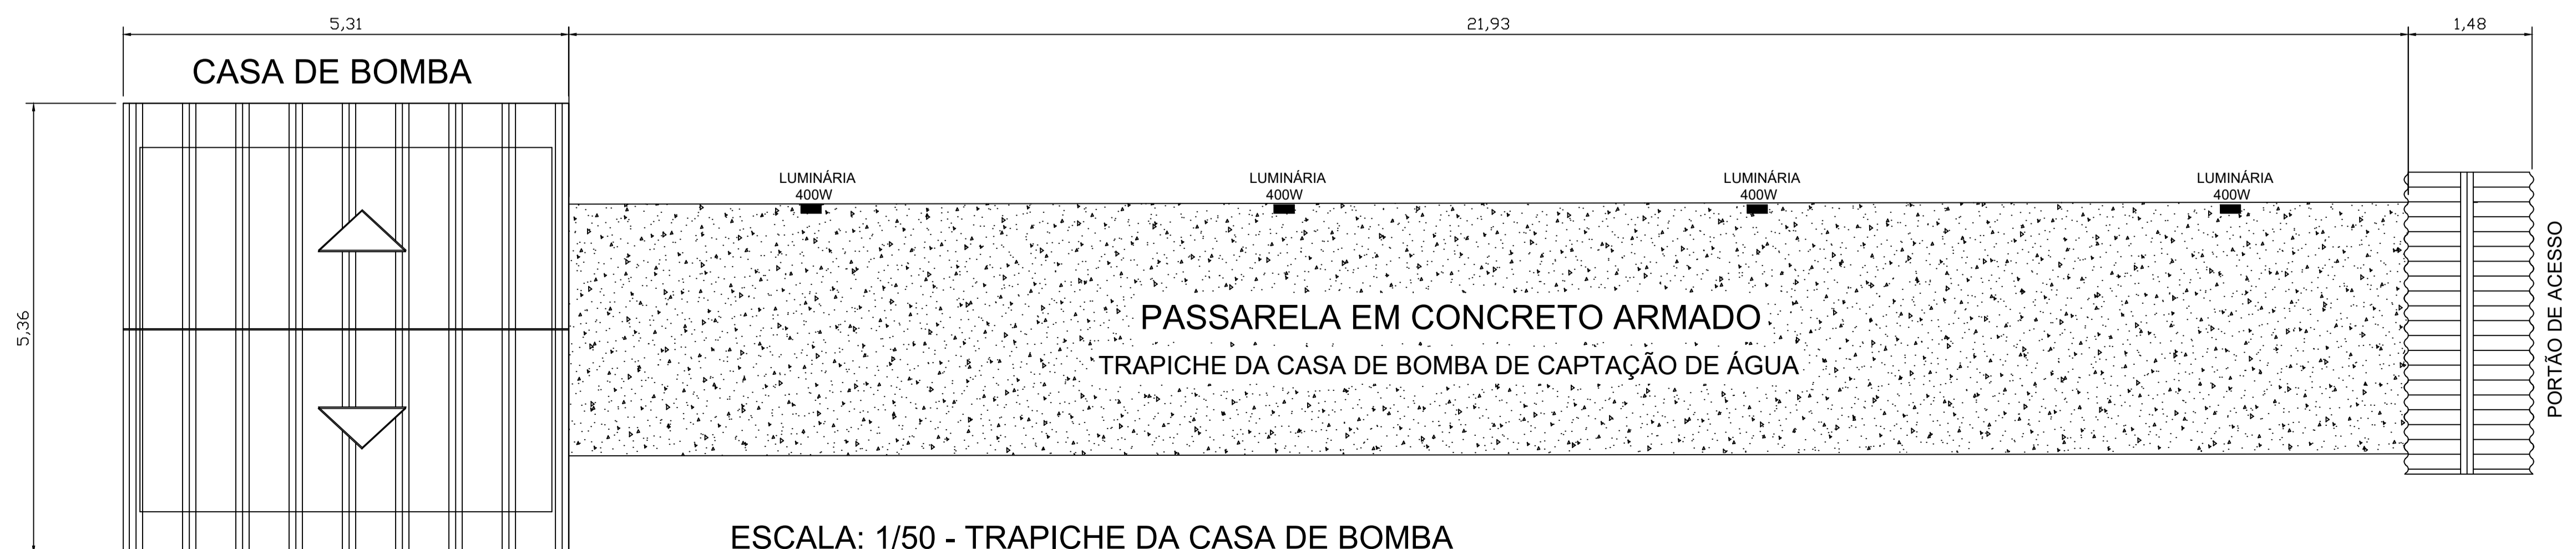 5,31
21,93
1,48
CASA DE BOMBA
LUMINÁRIA
400W
LUMINÁRIA
400W
LUMINÁRIA
400W
LUMINÁRIA
400W
5,36
PASSARELA EM CONCRETO ARMADO
TRAPICHE DA CASA DE BOMBA DE CAPTAÇÃO DE ÁGUA
PORTÃO DE ACESSO
ESCALA: 1/50 - TRAPICHE DA CASA DE BOMBA